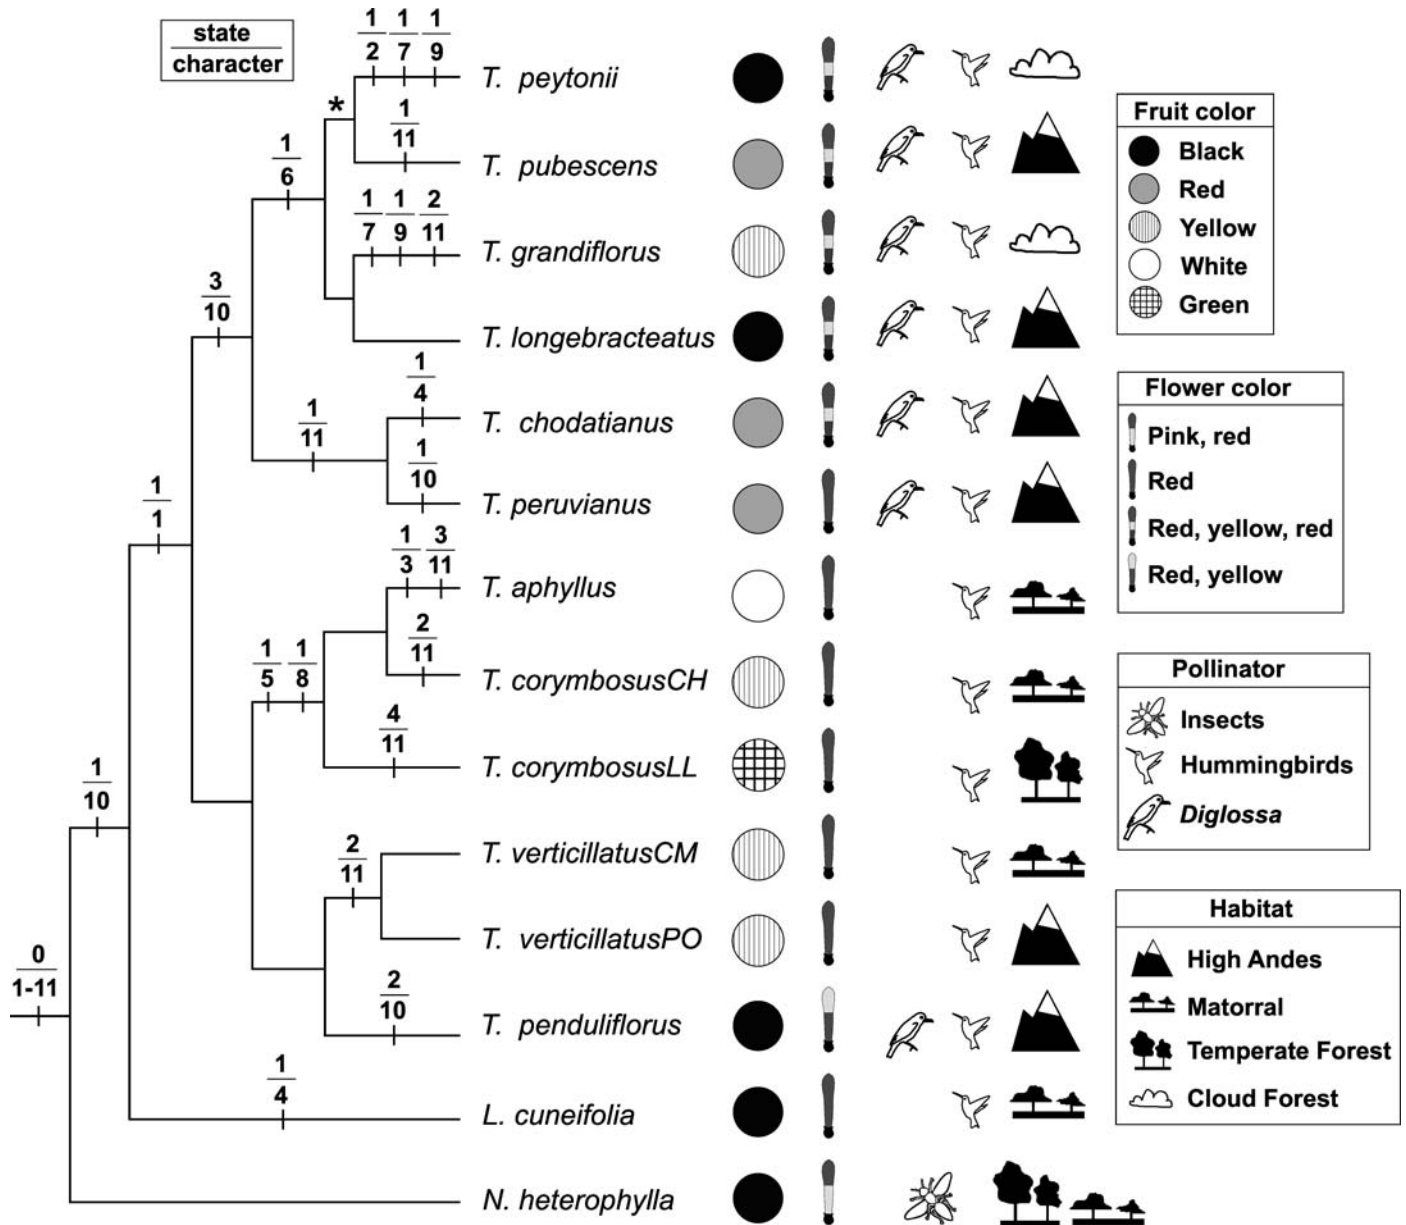 state
character
1 1 1
2 7 9
T. peytonii
*
1
11
T. pubescens
1
6
1 1 2
7 9 11
T. grandiflorus
3
10
T. longebracteatus
1
4
T. chodatianus
1
11
1
10
T. peruvianus
1
1
1 3
3 11
T. aphyllus
2
11
T. corymbosusCH
1 1
5 8
4
11
T. corymbosusLL
1
10
2
11
T. verticillatusCM
T. verticillatusPO
0
1-11
2
10
T. penduliflorus
1
4
L. cuneifolia
N. heterophylla
Fruit color
Black
Red
Yellow
White
Green
Flower color
Pink, red
Red
Red, yellow, red
Red, yellow
Pollinator
Insects
Hummingbirds
Diglossa
Habitat
High Andes
Matorral
Temperate Forest
Cloud Forest